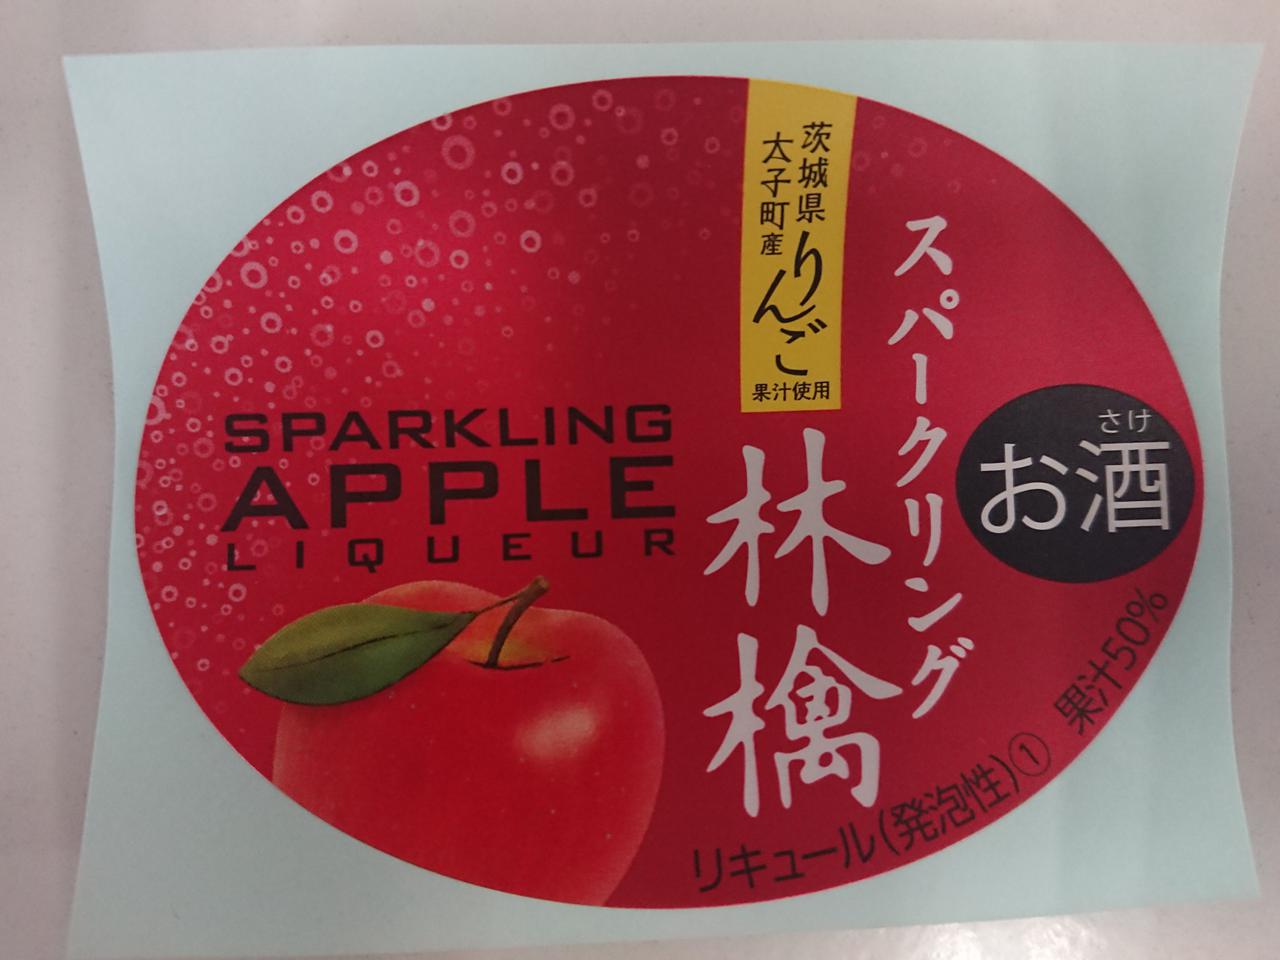 茨城県
大子町産
りんご
果汁使用
スパークリング
林檎
さけ
お酒
SPARKLING
APPLE
LIQUEUR
リキュール(発泡性)① 果汁50%